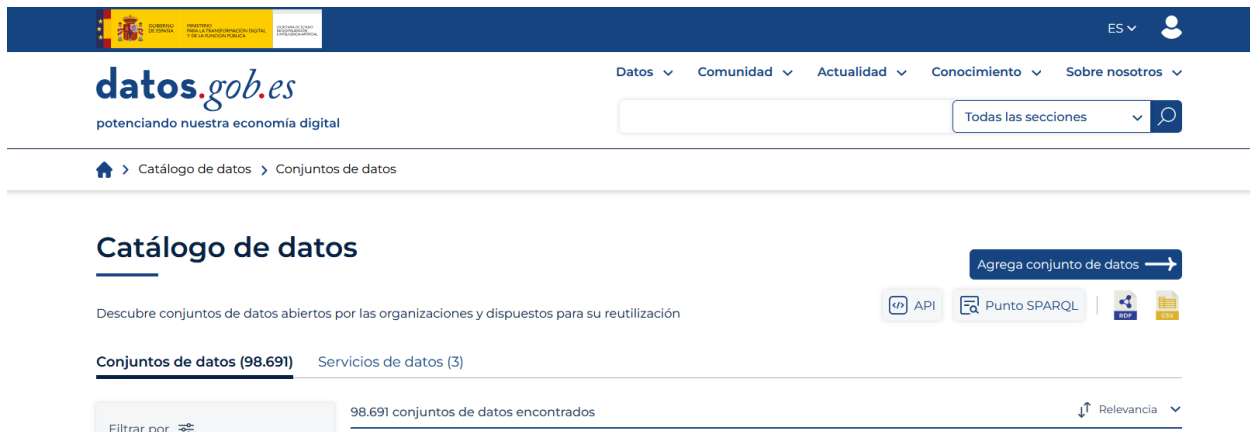 GOBIERNO DE ESPAÑA
MINISTERIO PARA LA TRANSFORMACIÓN DIGITAL Y DE LA FUNCIÓN PÚBLICA
ES
datos.gob.es
potenciando nuestra economía digital
Datos Comunidad Actualidad Conocimiento Sobre nosotros
Todas las secciones
Catálogo de datos Conjuntos de datos
Catálogo de datos
Agrega conjunto de datos
API Punto SPARQL RDF CSV
Descubre conjuntos de datos abiertos por las organizaciones y dispuestos para su reutilización
Conjuntos de datos (98.691) Servicios de datos (3)
Filtrar por
98.691 conjuntos de datos encontrados
Relevancia